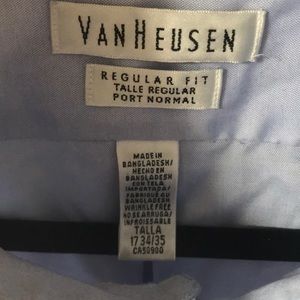 VAN HEUSEN
REGULAR FIT
TALLE REGULAR
PORT NORMAL
MADE IN
BANGLADESH/
HECHO EN
BANGLADESH
CON TELA
IMPORTADA/
FABRIQUÉ AU
BANGLADESH
WRINKLE FREE
NO SE ARRUGA/
INFROISSABLE
TALLA
17 34/35
CA50900